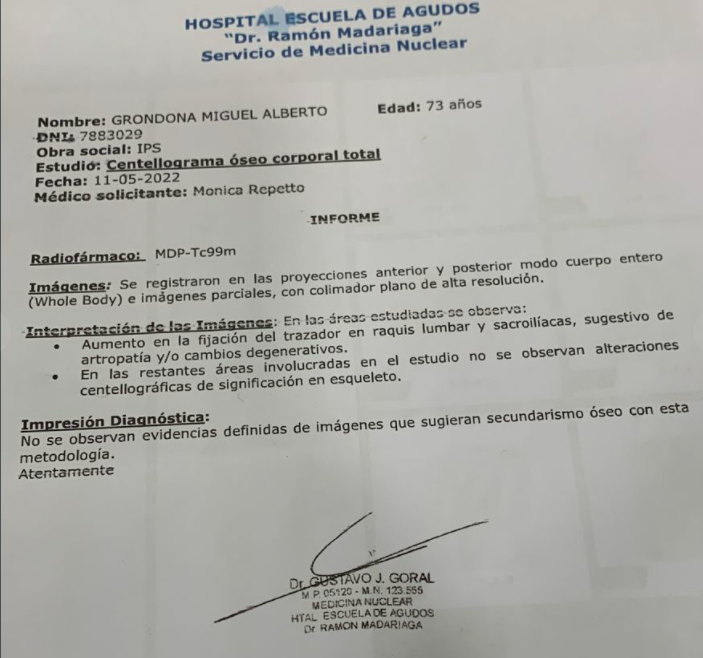 HOSPITAL ESCUELA DE AGUDOS
"Dr. Ramón Madariaga"
Servicio de Medicina Nuclear
Nombre: GRONDONA MIGUEL ALBERTO Edad: 73 años
DNI: 7883029
Obra social: IPS
Estudio: Centellograma óseo corporal total
Fecha: 11-05-2022
Médico solicitante: Monica Repetto
INFORME
Radiofármaco: MDP-Tc99m
Imágenes: Se registraron en las proyecciones anterior y posterior modo cuerpo entero
(Whole Body) e imágenes parciales, con colimador plano de alta resolución.
Interpretación de las Imágenes: En las áreas estudiadas se observa:
• Aumento en la fijación del trazador en raquis lumbar y sacroilíacas, sugestivo de
artropatía y/o cambios degenerativos.
• En las restantes áreas involucradas en el estudio no se observan alteraciones
centellográficas de significación en esqueleto.
Impresión Diagnóstica:
No se observan evidencias definidas de imágenes que sugieran secundarismo óseo con esta
metodología.
Atentamente
Dr. GUSTAVO J. GORAL
M.P. 05120 - M.N. 123.555
MEDICINA NUCLEAR
HTAL. ESCUELA DE AGUDOS
Dr. RAMON MADARIAGA